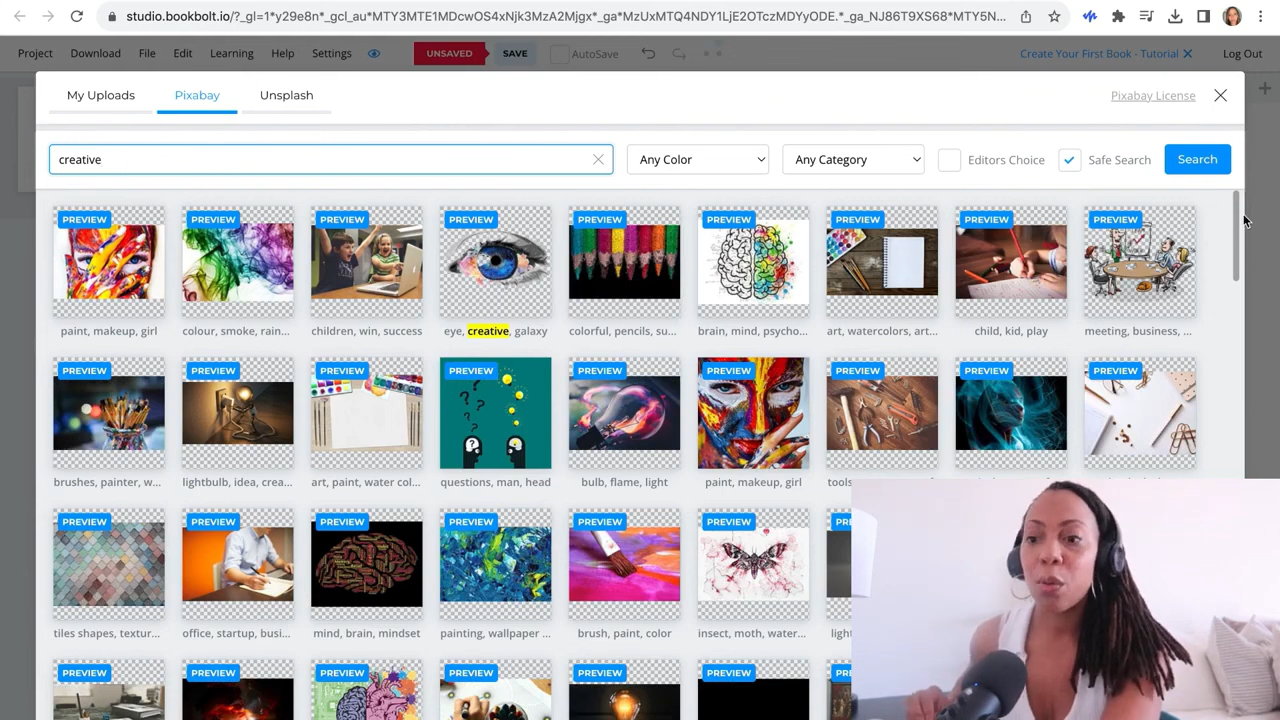 studio.bookbolt.io/?_gl=1*y29e8n*_gcl_au*MTY3MTE1MDcwOS4xNjk3MzA2Mjgx*_ga*MzUxMTQ4NDY1LjE2OTczMDYyODE.*_ga_NJ86T9XS68*MTY5N...
Project Download File Edit Learning Help Settings UNSAVED SAVE AutoSave Create Your First Book - Tutorial Log Out
My Uploads Pixabay Unsplash Pixabay License
creative Any Color Any Category Editors Choice Safe Search Search
PREVIEW PREVIEW PREVIEW PREVIEW PREVIEW PREVIEW PREVIEW PREVIEW PREVIEW
paint, makeup, girl colour, smoke, rain... children, win, success eye, creative, galaxy colorful, pencils, su... brain, mind, psycho... art, watercolors, art... child, kid, play meeting, business, ...
PREVIEW PREVIEW PREVIEW PREVIEW PREVIEW PREVIEW PREVIEW PREVIEW PREVIEW
brushes, painter, w... lightbulb, idea, crea... art, paint, water col... questions, man, head bulb, flame, light paint, makeup, girl
PREVIEW PREVIEW PREVIEW PREVIEW PREVIEW PREVIEW
tiles shapes, textur... office, startup, busi... mind, brain, mindset painting, wallpaper ... brush, paint, color insect, moth, water...
PREVIEW PREVIEW PREVIEW PREVIEW PREVIEW PREVIEW